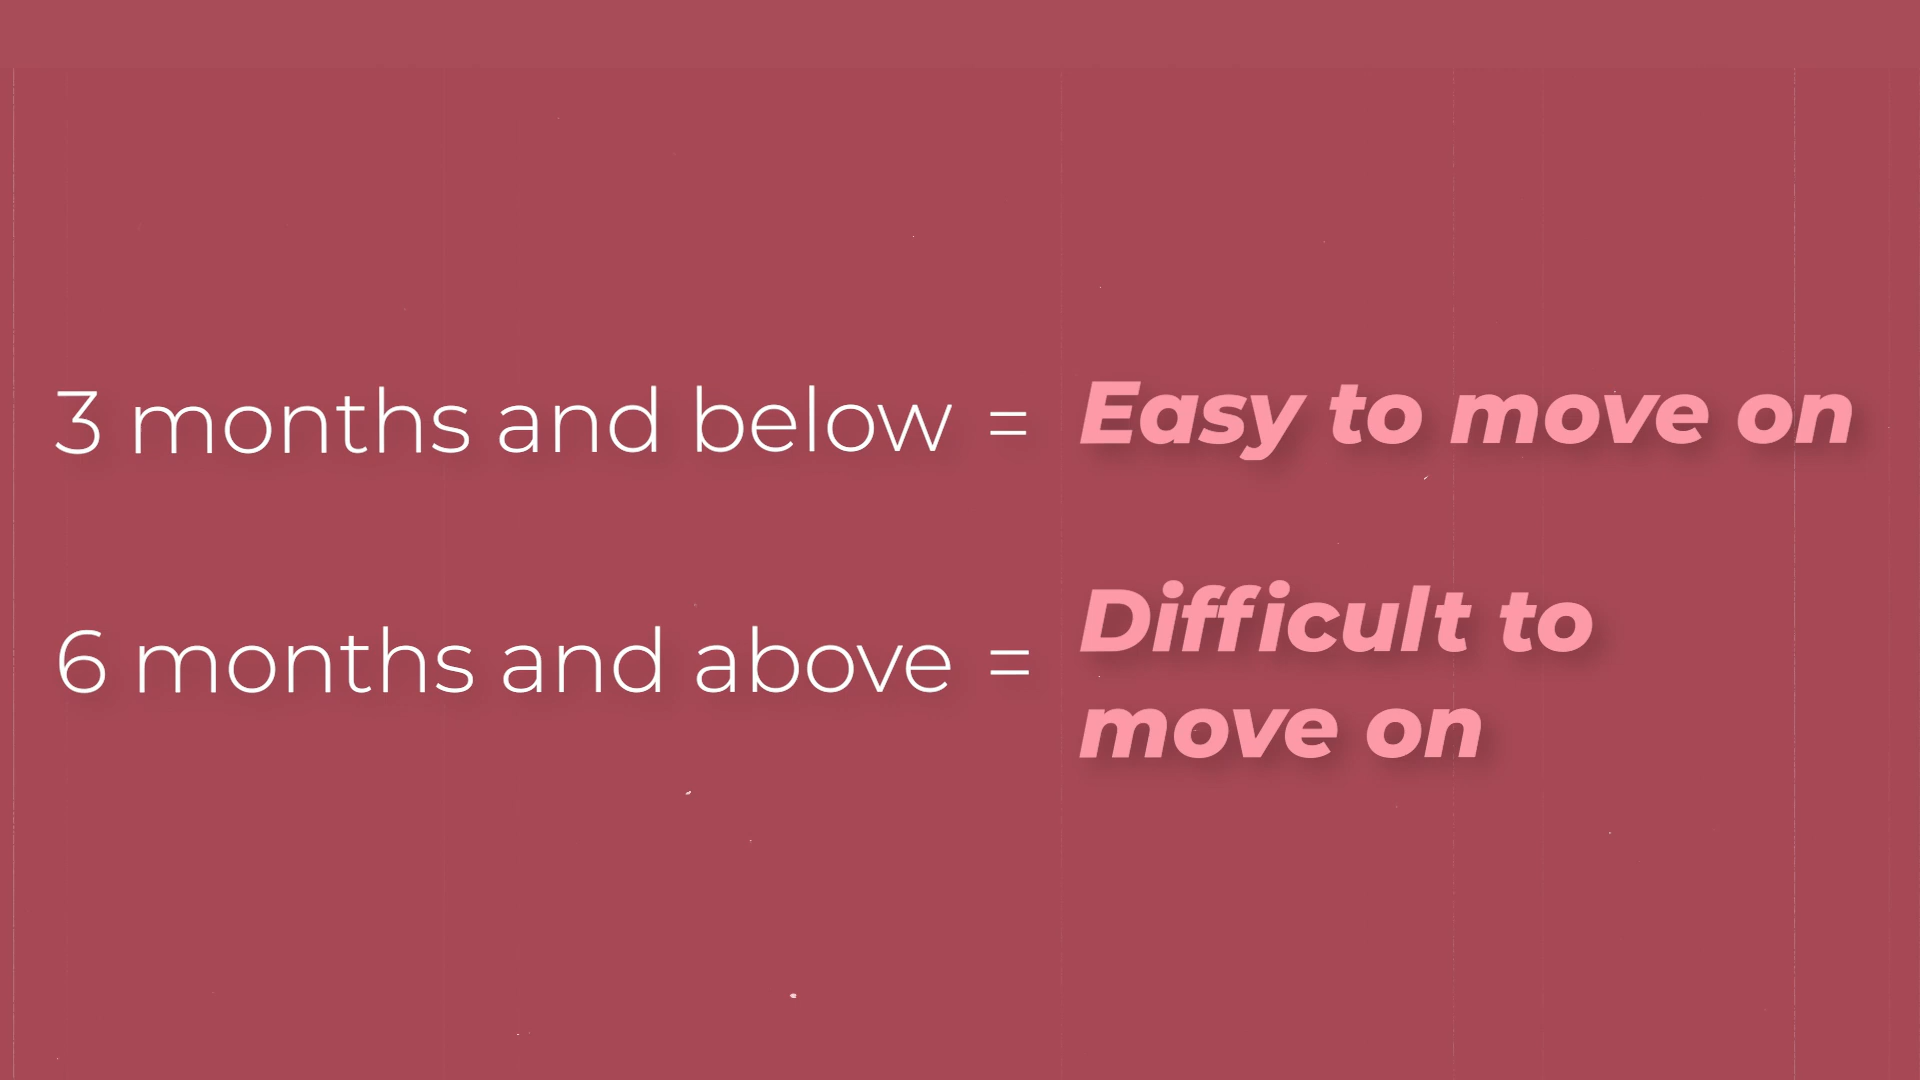 3 months and below = Easy to move on
6 months and above = Difficult to
move on